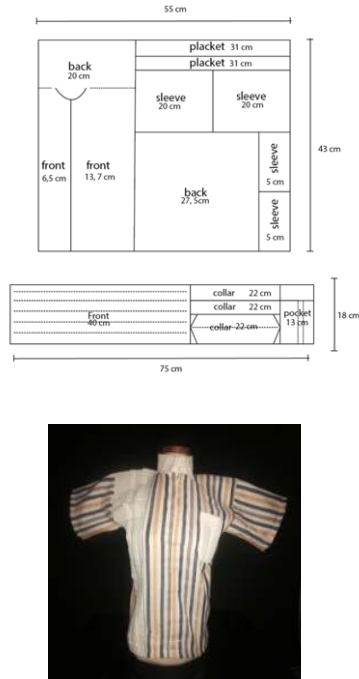 55 cm
back
20 cm
placket 31 cm
placket 31 cm
sleeve
20 cm
sleeve
20 cm
front
6,5 cm
front
13, 7 cm
back
27, 5cm
sleeve
5 cm
sleeve
5 cm
43 cm
Front
40 cm
collar 22 cm
collar 22 cm
collar 22 cm
pocket
13 cm
18 cm
75 cm